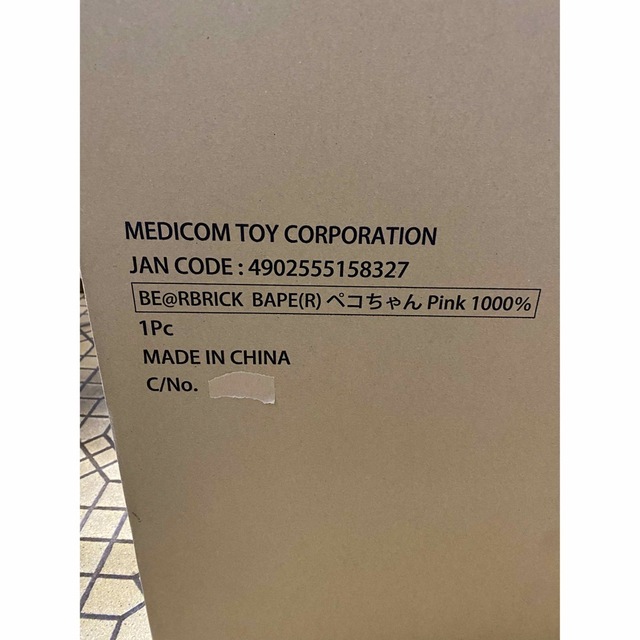 MEDICOM TOY CORPORATION
JAN CODE : 4902555158327
BE@RBRICK BAPE(R) ペコちゃん Pink 1000%
1Pc
MADE IN CHINA
C/No.